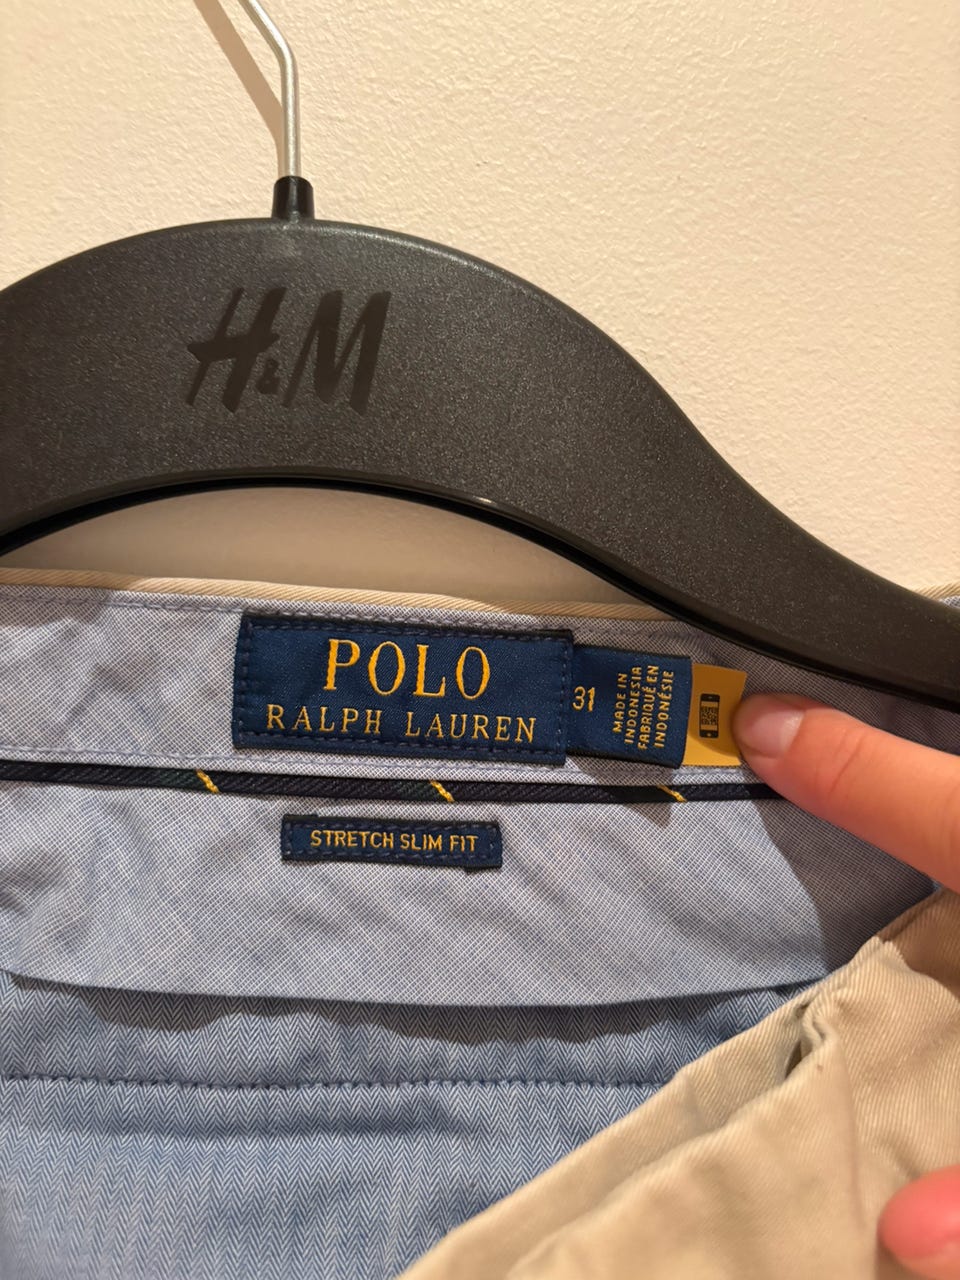 H&M
POLO
RALPH LAUREN
31
MADE IN
INDONESIA
FABRIQUÉ EN
INDONÉSIE
STRETCH SLIM FIT